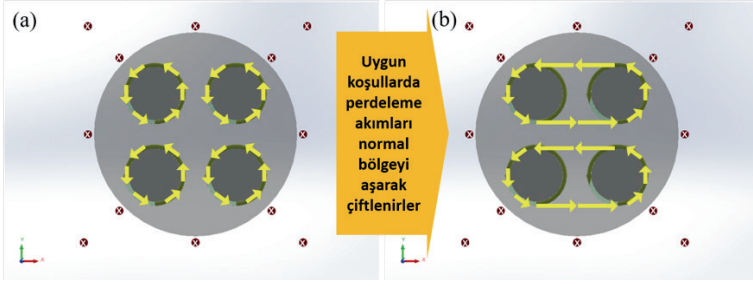 (a)
Uygun
koşullarda
perdeleme
akımları
normal
bölgeyi
aşarak
çiftlenirler
(b)
Y
X
Y
X